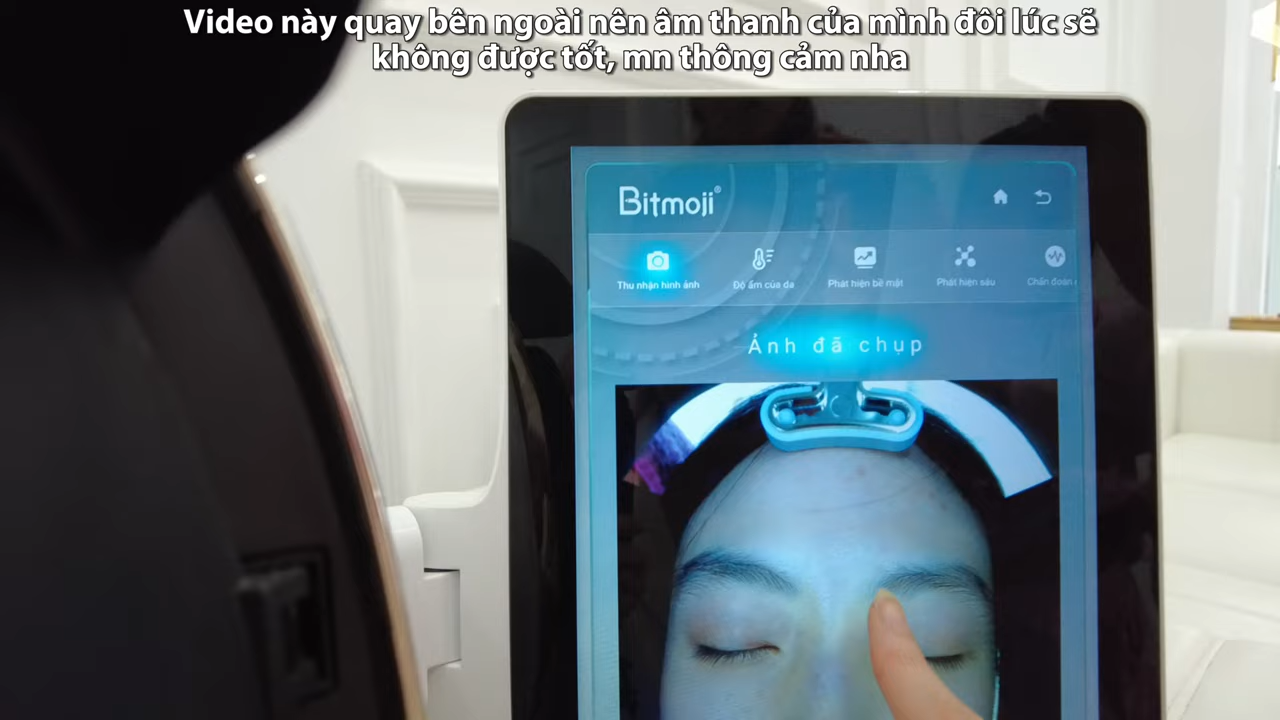 Video này quay bên ngoài nên âm thanh của mình đôi lúc sẽ
không được tốt, mn thông cảm nha
Bitmoji®
Thu nhận hình ảnh
Độ ẩm của da
Phát hiện bề mặt
Phát hiện sâu
Chẩn đoán
Ảnh đã chụp